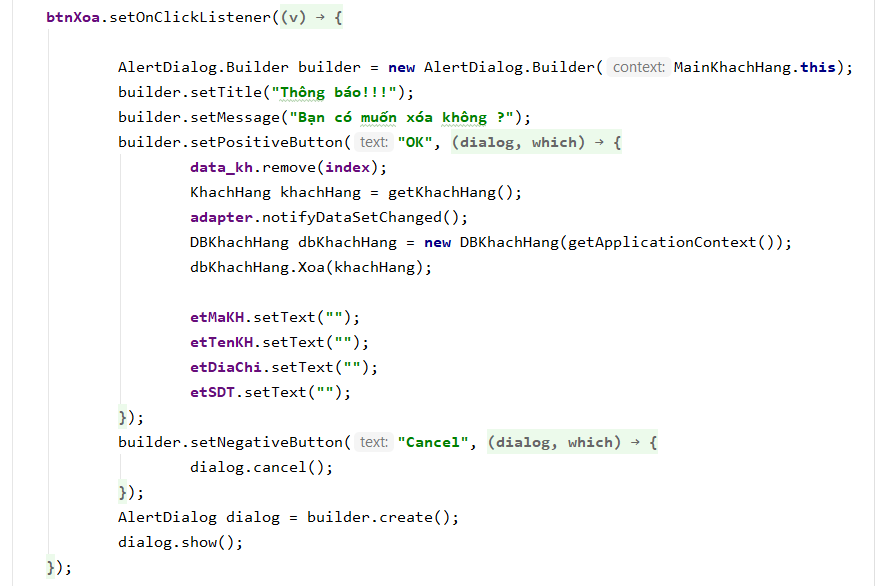 btnXoa.setOnClickListener((v) → {
AlertDialog.Builder builder = new AlertDialog.Builder( context: MainKhachHang.this);
builder.setTitle("Thông báo!!!");
builder.setMessage("Bạn có muốn xóa không ?");
builder.setPositiveButton( text: "OK", (dialog, which) → {
data_kh.remove(index);
KhachHang khachHang = getKhachHang();
adapter.notifyDataSetChanged();
DBKhachHang dbKhachHang = new DBKhachHang(getApplicationContext());
dbKhachHang.Xoa(khachHang);
etMaKH.setText("");
etTenKH.setText("");
etDiaChi.setText("");
etSDT.setText("");
});
builder.setNegativeButton( text: "Cancel", (dialog, which) → {
dialog.cancel();
});
AlertDialog dialog = builder.create();
dialog.show();
});